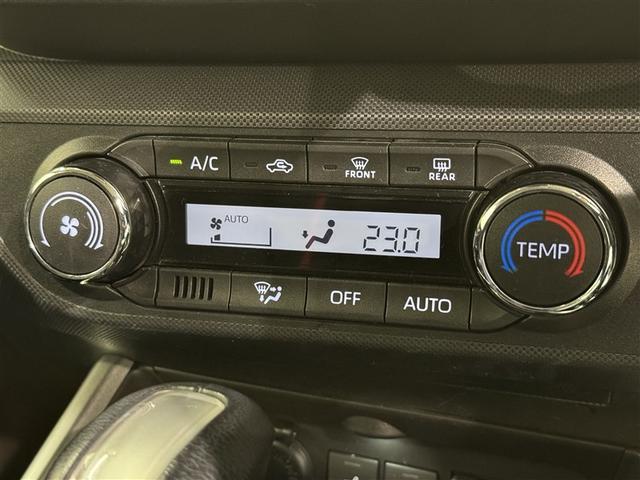 A/C
FRONT
REAR
AUTO
23.0
TEMP
OFF
AUTO